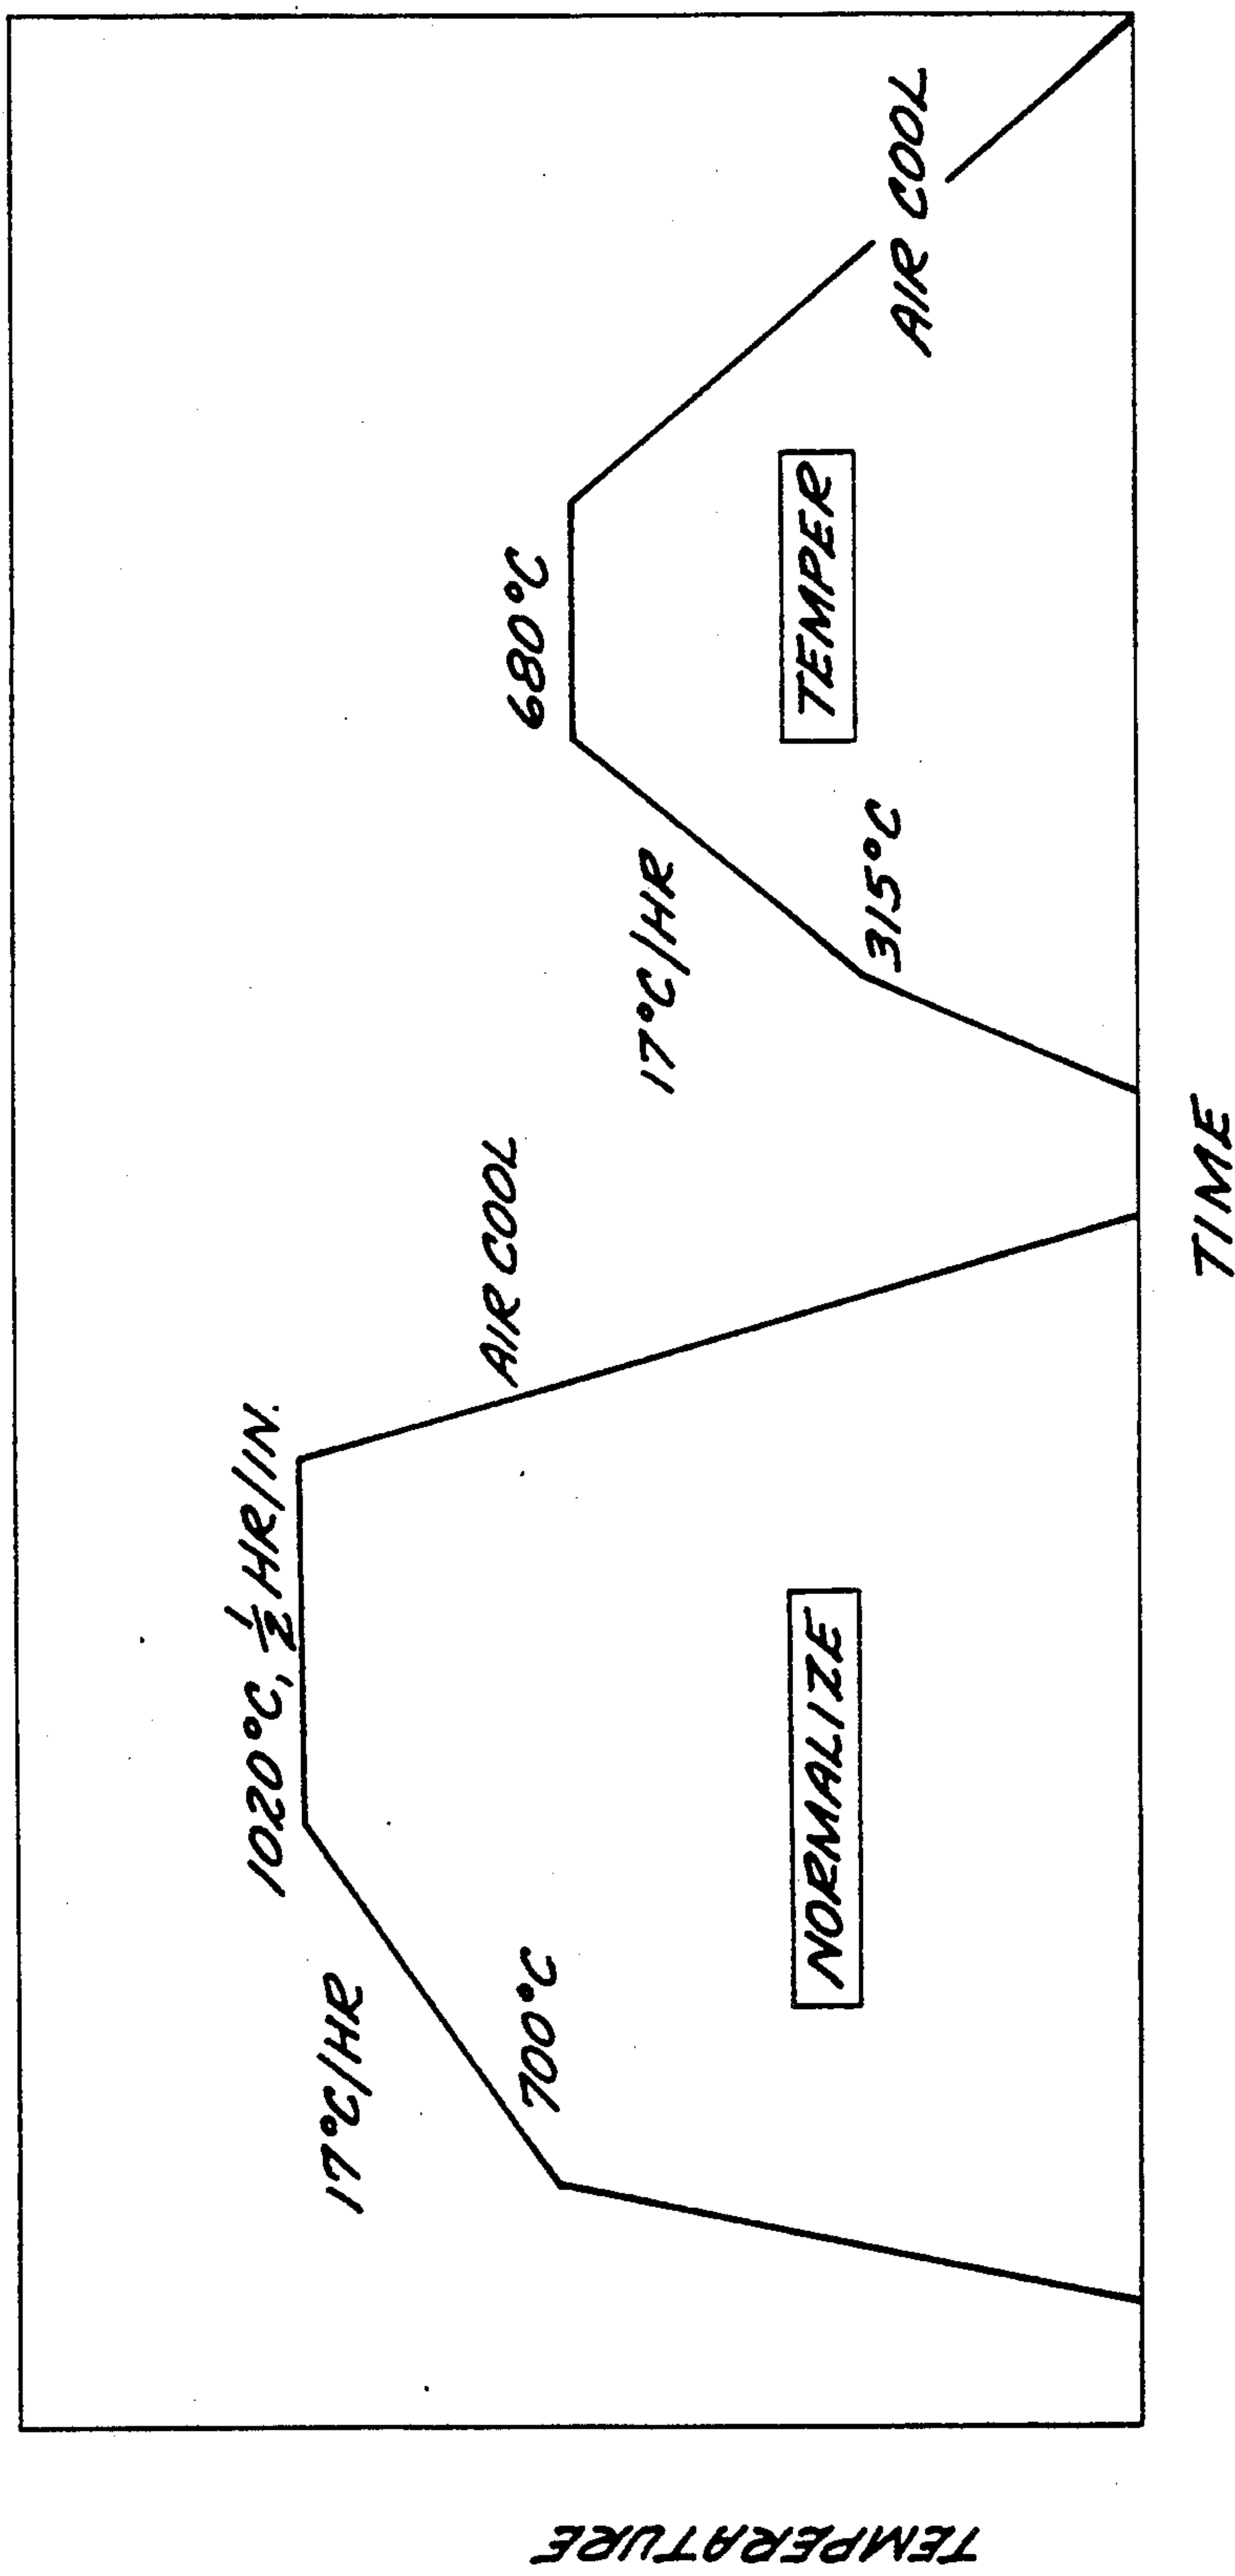 1020°C, 1/2 HR/IN.
17°C/HR
700°C
AIR COOL
NORMALIZE
680°C
17°C/HR
315°C
TEMPER
AIR COOL
TIME
TEMPERATURE